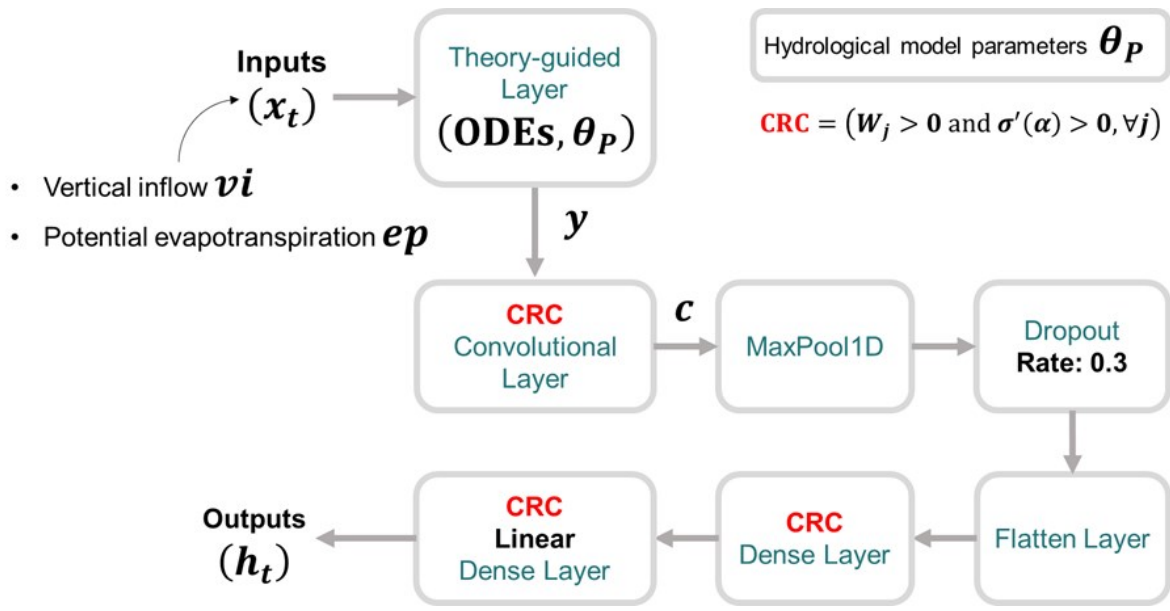 Inputs
(x_t)
• Vertical inflow vi
• Potential evapotranspiration ep
Theory-guided
Layer
(ODEs, θ_P)
Hydrological model parameters θ_P
CRC = (W_j > 0 and σ′(α) > 0, ∀j)
y
CRC
Convolutional
Layer
c
MaxPool1D
Dropout
Rate: 0.3
Flatten Layer
CRC
Dense Layer
CRC
Linear
Dense Layer
Outputs
(h_t)